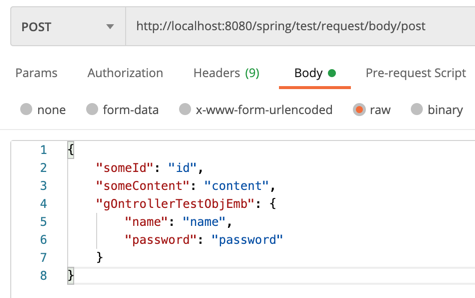 POST http://localhost:8080/spring/test/request/body/post
Params Authorization Headers (9) Body Pre-request Script
none form-data x-www-form-urlencoded raw binary
1 {
2 "someId": "id",
3 "someContent": "content",
4 "gOntrollerTestObjEmb": {
5 "name": "name",
6 "password": "password"
7 }
8 }